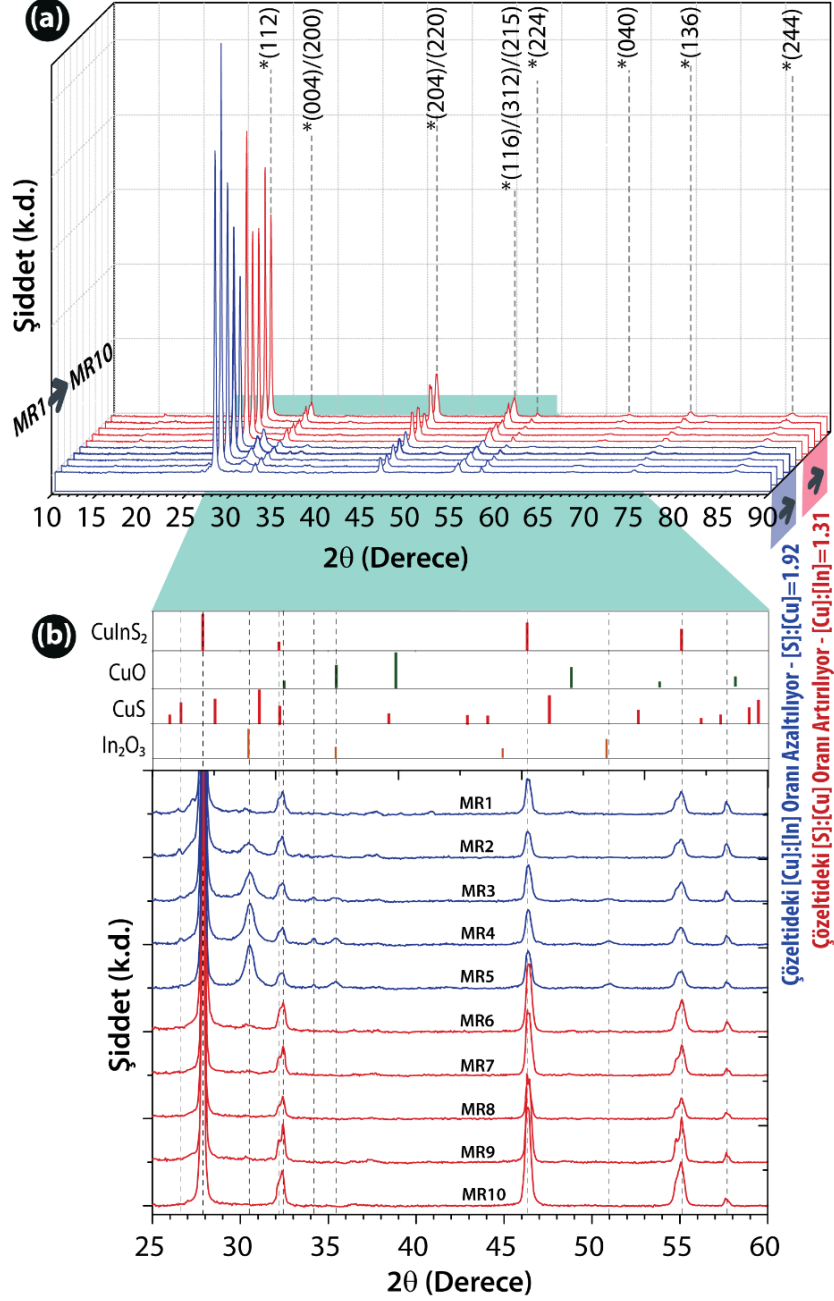 (a)
*(112)
*(004)/(200)
*(204)/(220)
*(116)/(312)/(215)
*(224)
*(040)
*(136)
*(244)
Şiddet (k.d.)
MR1 MR10
10 15 20 25 30 35 40 45 50 55 60 65 70 75 80 85 90
2θ (Derece)
Çözeltideki [Cu]:[In] Oranı Azaltılıyor - [S]:[Cu]=1.92
Çözeltideki [S]:[Cu] Oranı Artırılıyor - [Cu]:[In]=1.31
(b)
CuInS₂
CuO
CuS
In₂O₃
Şiddet (k.d.)
MR1
MR2
MR3
MR4
MR5
MR6
MR7
MR8
MR9
MR10
25 30 35 40 45 50 55 60
2θ (Derece)